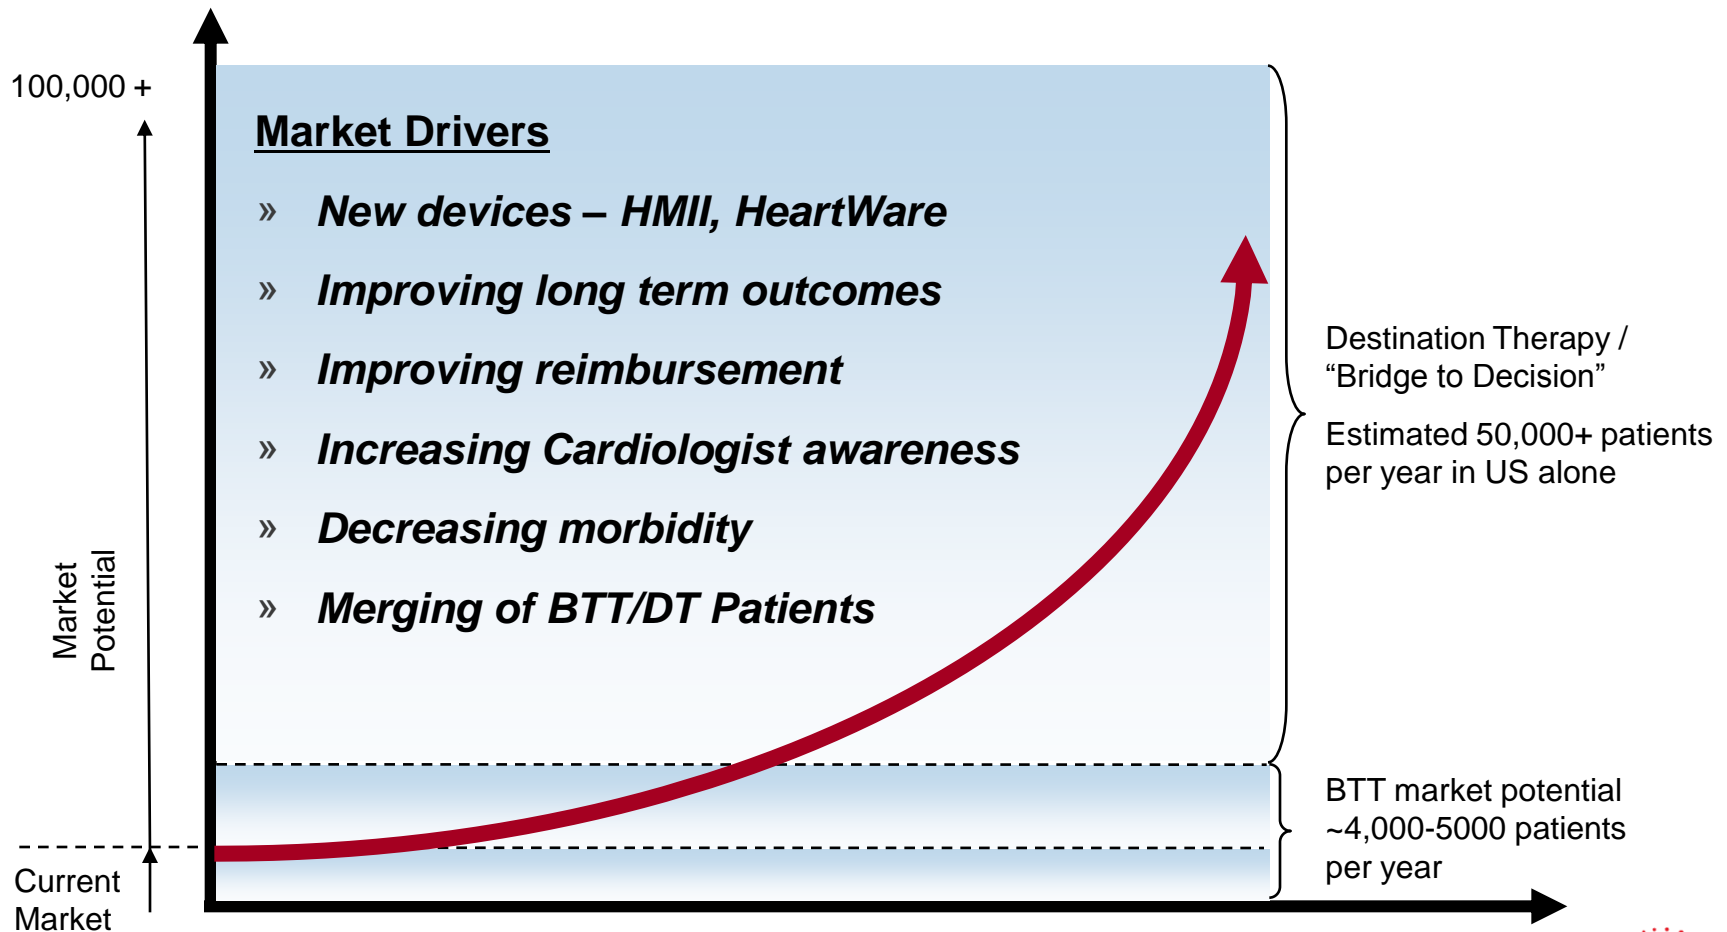 100,000 +
Market Drivers
» New devices – HMII, HeartWare
» Improving long term outcomes
» Improving reimbursement
» Increasing Cardiologist awareness
» Decreasing morbidity
» Merging of BTT/DT Patients
Market
Potential
Current
Market
Destination Therapy /
“Bridge to Decision”
Estimated 50,000+ patients
per year in US alone
BTT market potential
~4,000-5000 patients
per year